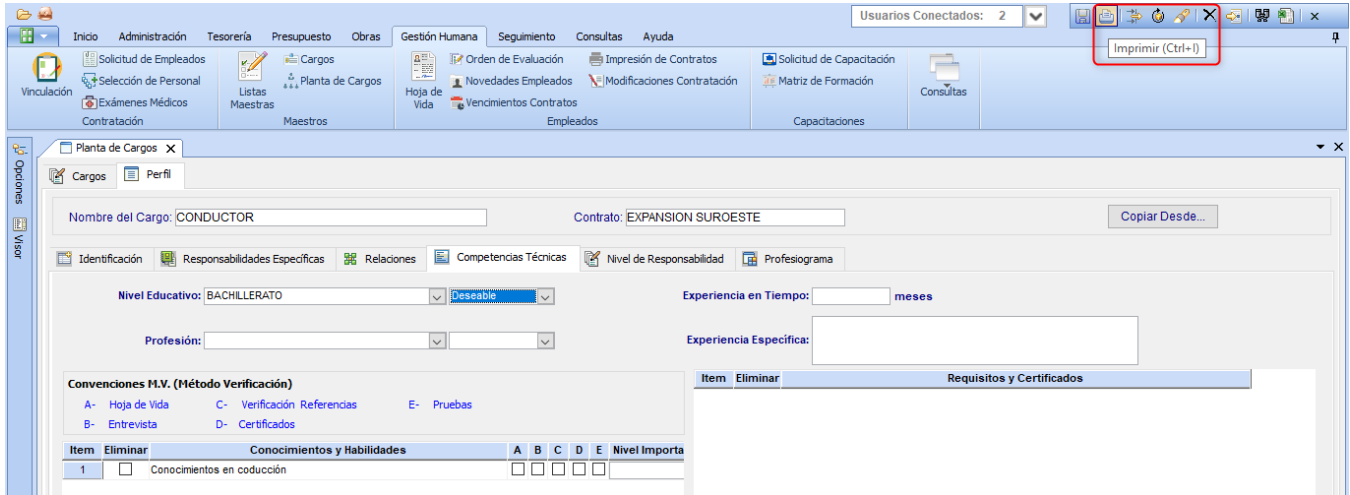 Usuarios Conectados: 2
Inicio Administración Tesorería Presupuesto Obras Gestión Humana Seguimiento Consultas Ayuda
Imprimir (Ctrl+I)
Vinculación
Solicitud de Empleados
Selección de Personal
Exámenes Médicos
Contratación
Listas Maestras
Cargos
Planta de Cargos
Maestros
Hoja de Vida
Orden de Evaluación
Novedades Empleados
Vencimientos Contratos
Impresión de Contratos
Modificaciones Contratación
Empleados
Solicitud de Capacitación
Matriz de Formación
Capacitaciones
Consultas
Opciones
Visor
Planta de Cargos X
Cargos Perfil
Nombre del Cargo: CONDUCTOR Contrato: EXPANSION SUROESTE Copiar Desde...
Identificación Responsabilidades Específicas Relaciones Competencias Técnicas Nivel de Responsabilidad Profesiograma
Nivel Educativo: BACHILLERATO Deseable Experiencia en Tiempo: meses
Profesión: Experiencia Específica:
Convenciones M.V. (Método Verificación)
A- Hoja de Vida C- Verificación Referencias E- Pruebas
B- Entrevista D- Certificados
Item Eliminar Requisitos y Certificados
Item Eliminar Conocimientos y Habilidades A B C D E Nivel Importa
1 Conocimientos en coducción